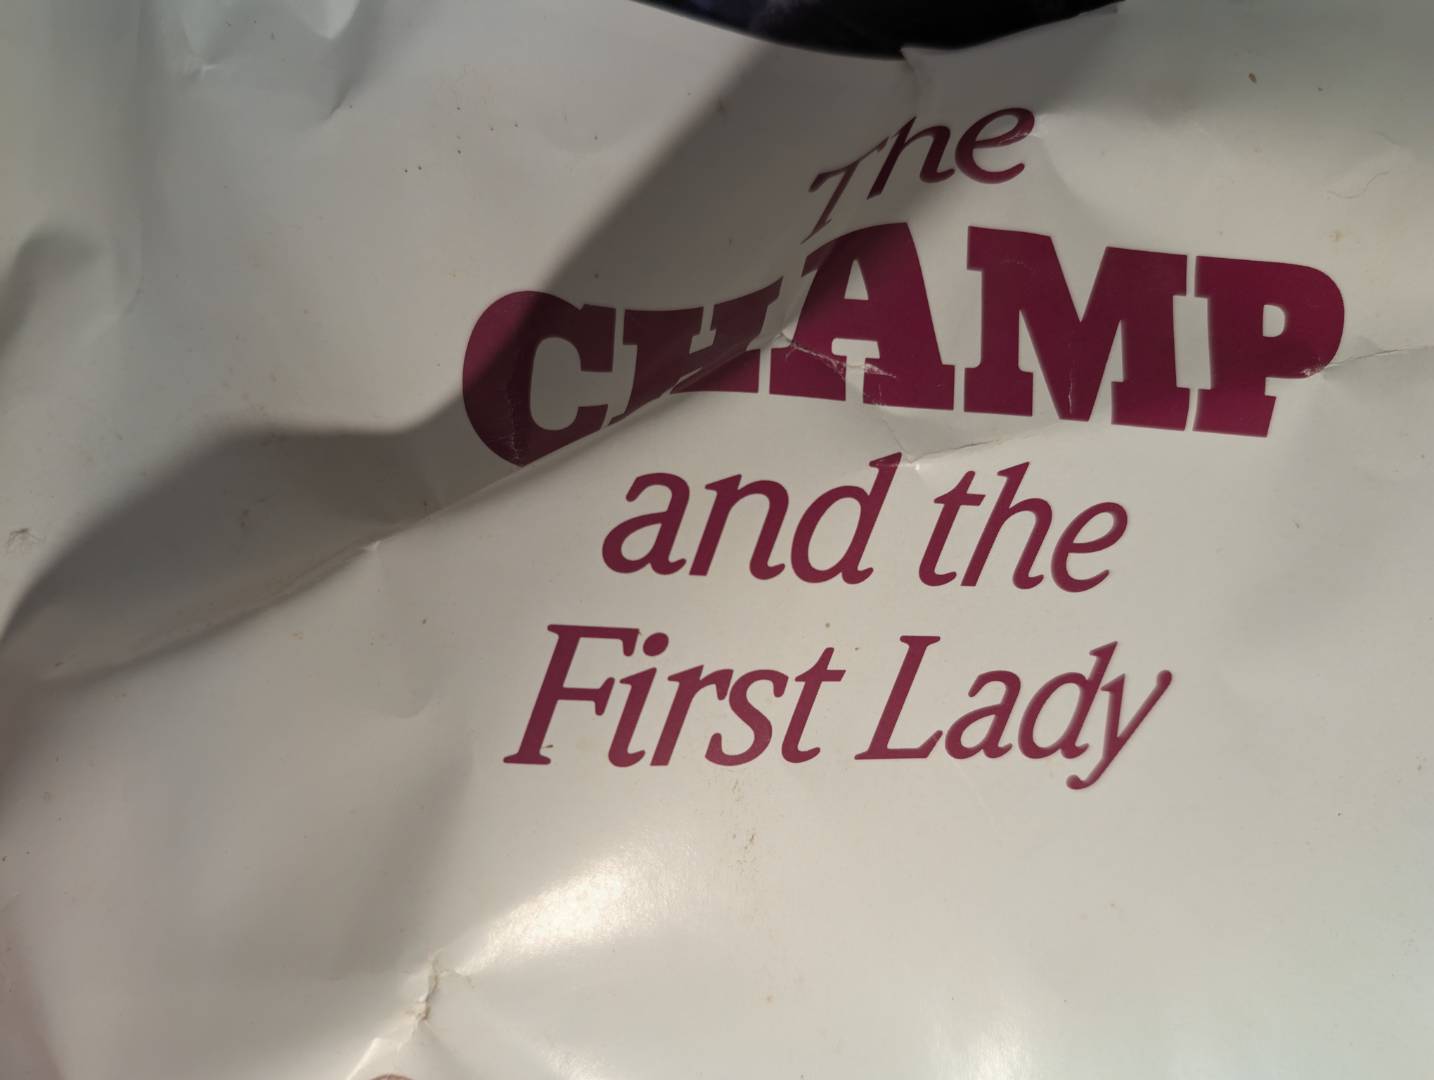 The
CHAMP
and the
First Lady